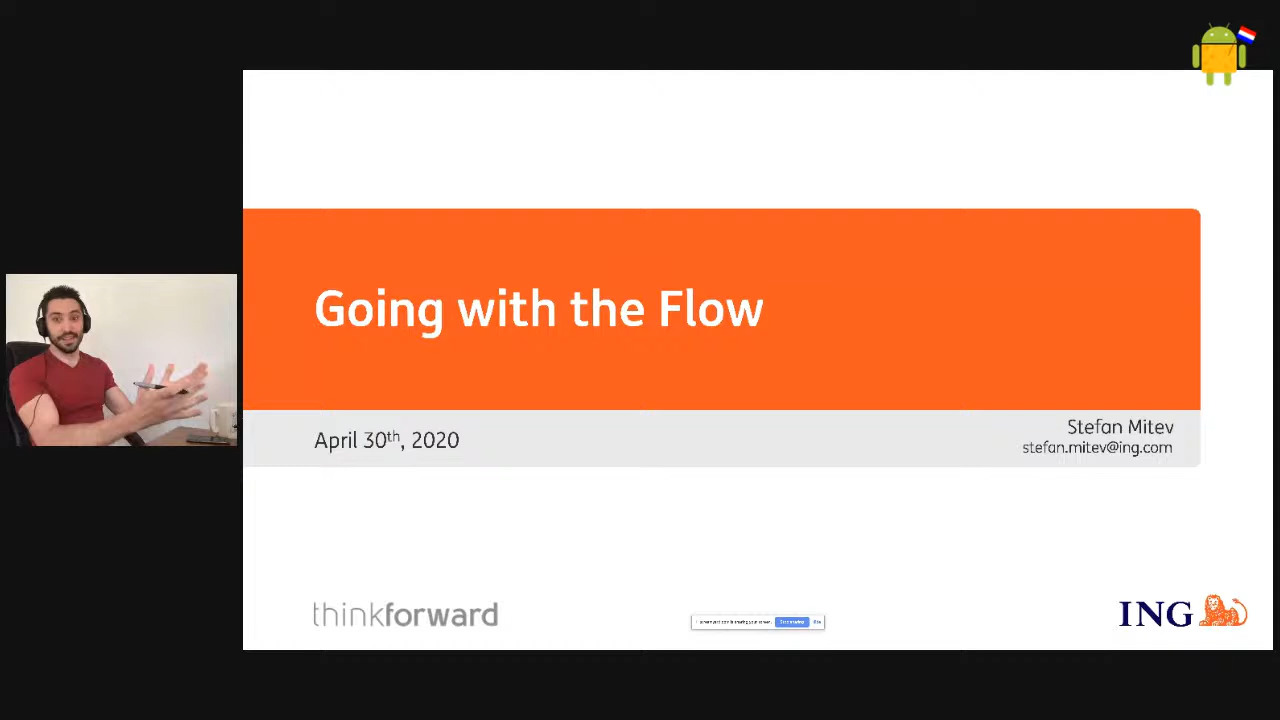 Going with the Flow
April 30th, 2020
Stefan Mitev
stefan.mitev@ing.com
thinkforward
ING